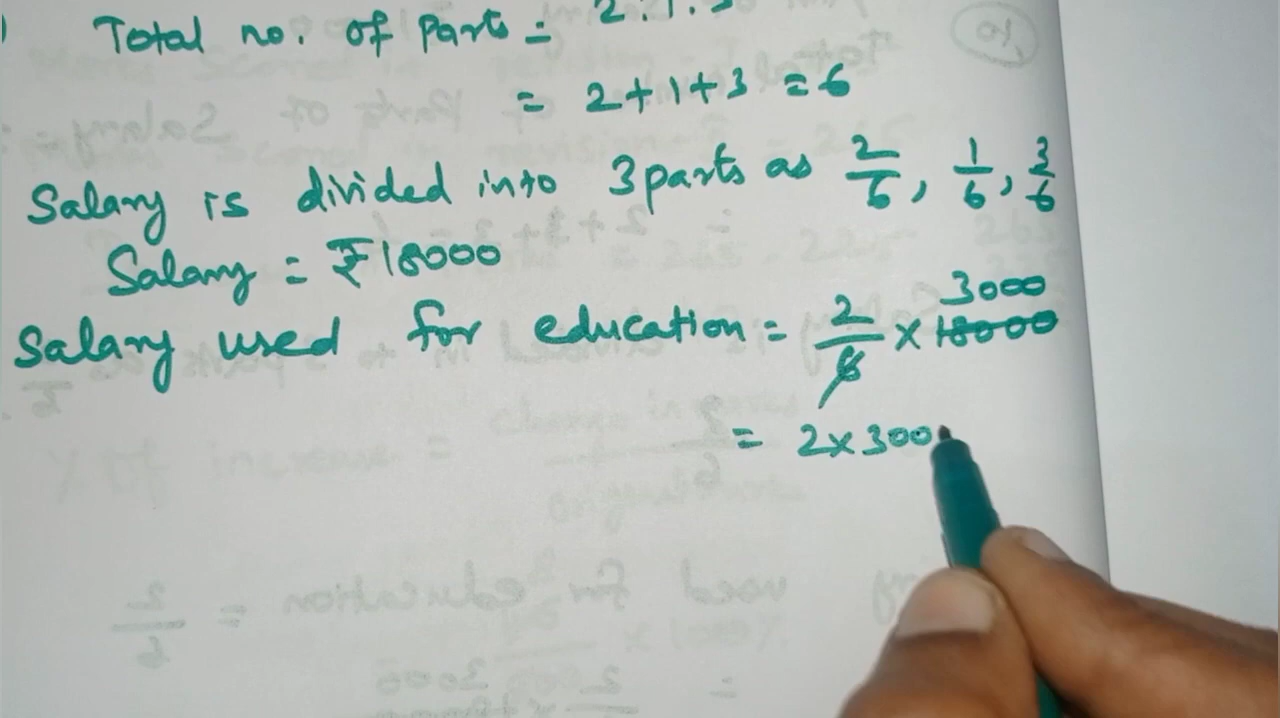 Total no. of Parts = 2:1:3
= 2+1+3 = 6
Salary is divided into 3 parts as 2/6, 1/6, 3/6
Salary = ₹18000
3000
Salary used for education = 2/6 × 18000
= 2×300